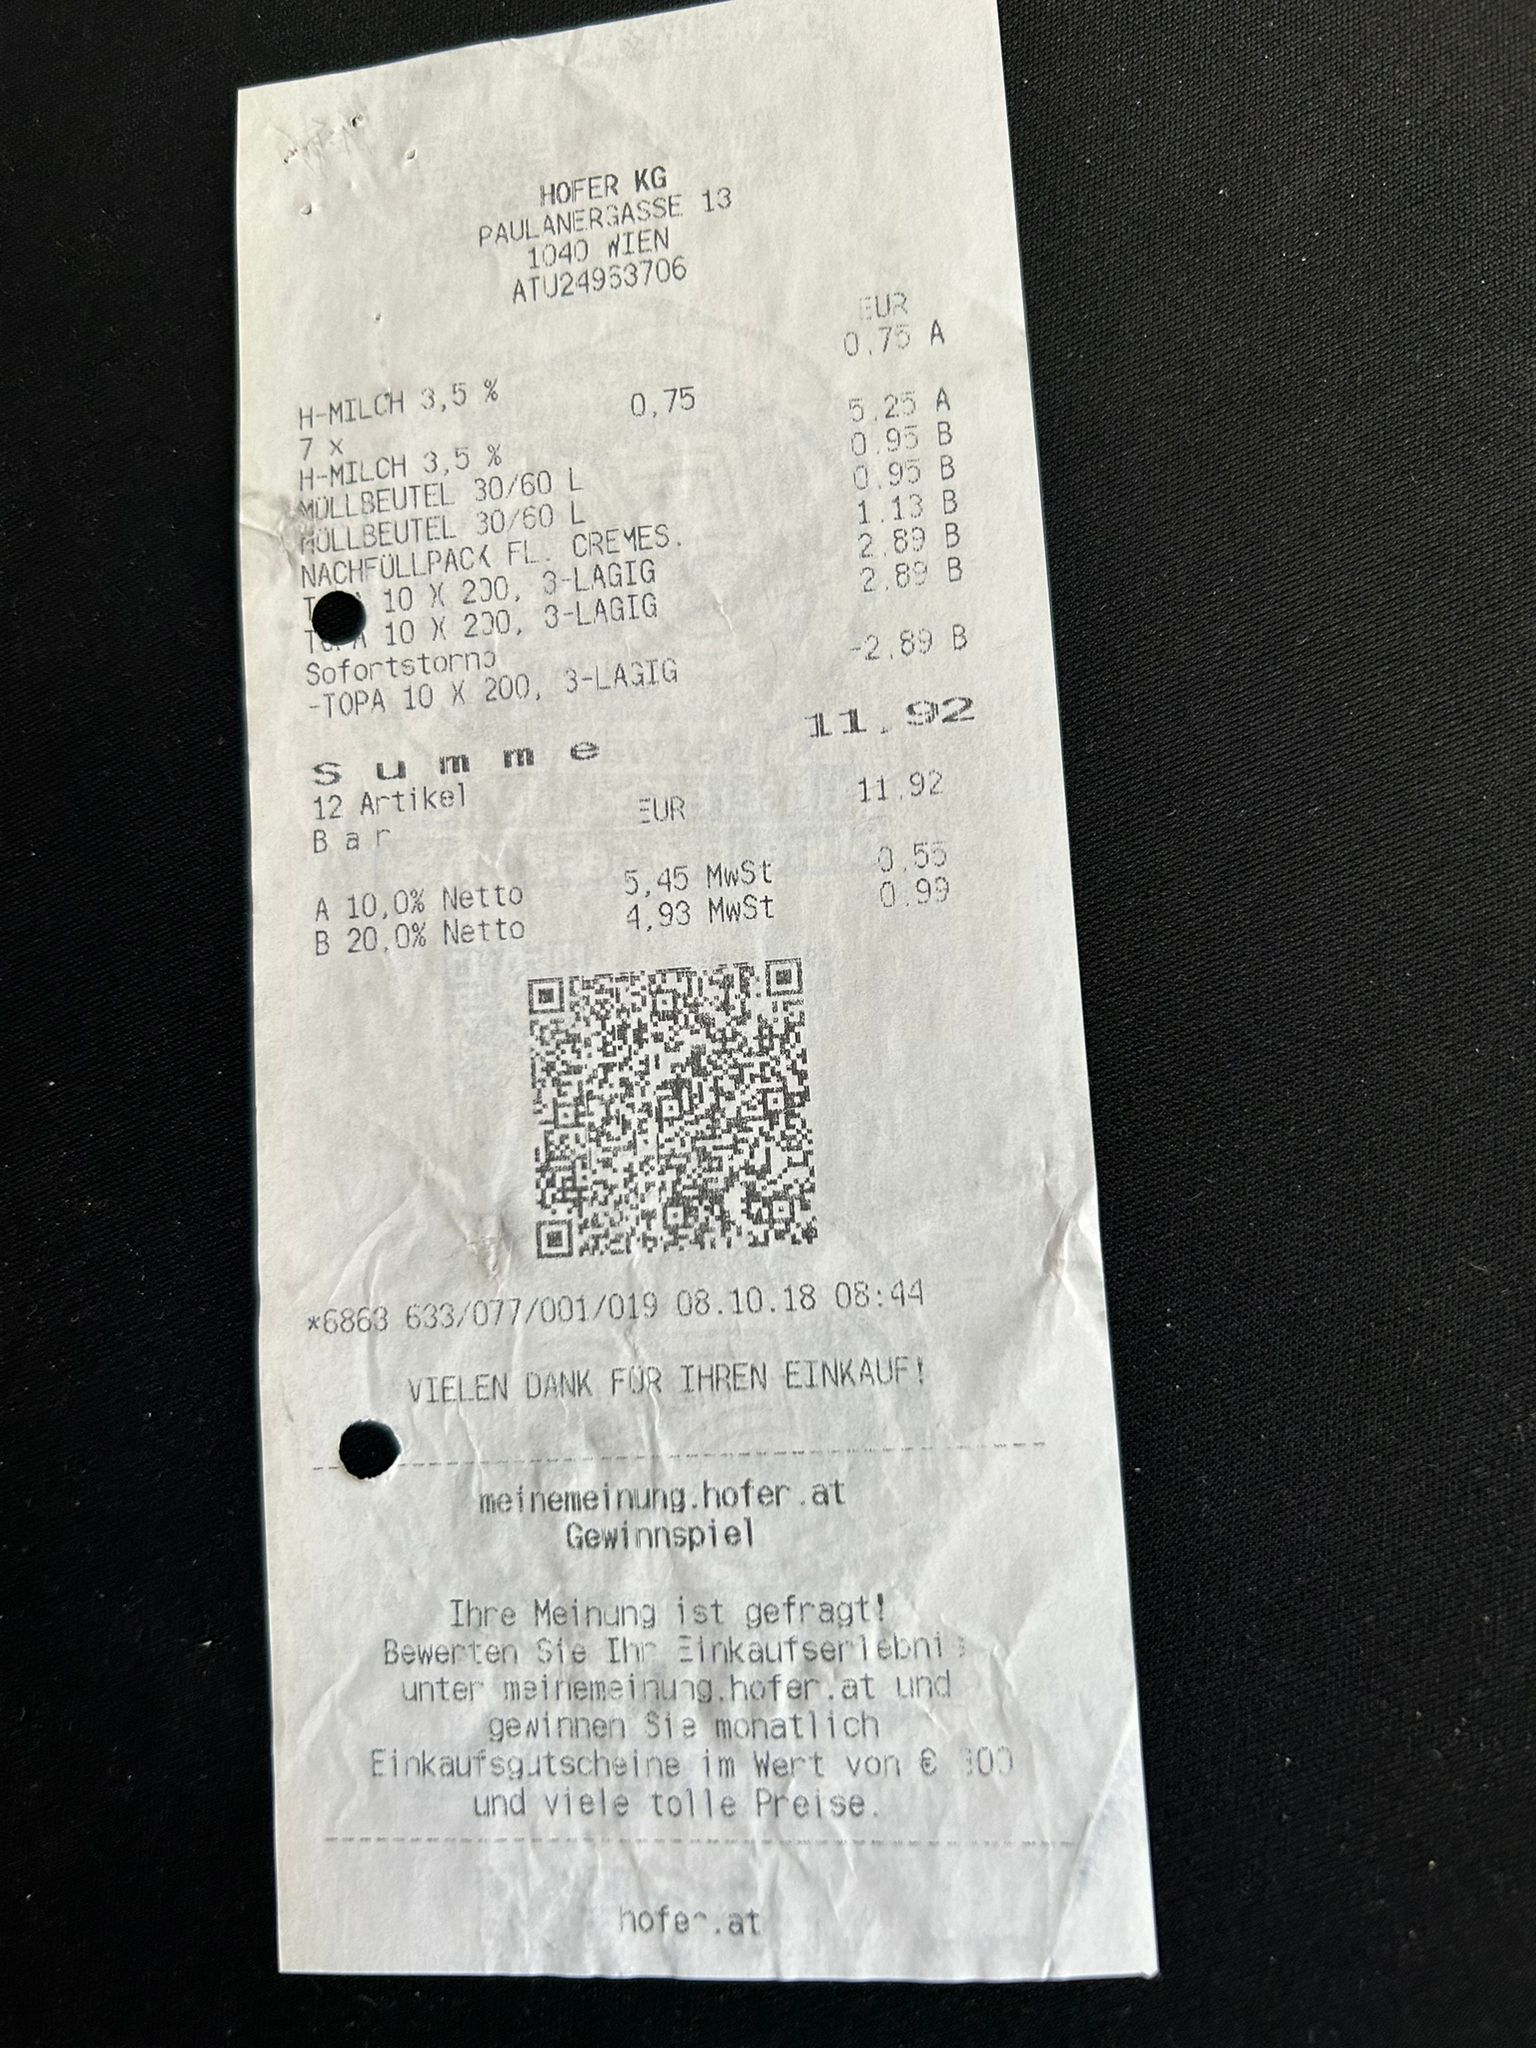 HOFER KG
PAULANERGASSE 13
1040 WIEN
ATU24953706
EUR
H-MILCH 3,5 % 0.75 A
7 x 0,75
H-MILCH 3,5 % 5.25 A
MÜLLBEUTEL 30/60 L 0.95 B
MÜLLBEUTEL 30/60 L 0.95 B
NACHFÜLLPACK FL. CREMES. 1.13 B
10 X 200, 3-LAGIG 2.89 B
10 X 200, 3-LAGIG 2.89 B
Sofortstorno
-TOPA 10 X 200, 3-LAGIG -2.89 B
Summe 11.92
12 Artikel
Bar EUR 11.92
A 10,0% Netto 5,45 MwSt 0.55
B 20,0% Netto 4,93 MwSt 0.99
*6863 633/077/001/019 08.10.18 08:44
VIELEN DANK FÜR IHREN EINKAUF!
meinemeinung.hofer.at
Gewinnspiel
Ihre Meinung ist gefragt!
Bewerten Sie Ihr Einkaufserlebnis
unter meinemeinung.hofer.at und
gewinnen Sie monatlich
Einkaufsgutscheine im Wert von €
und viele tolle Preise.
hofer.at